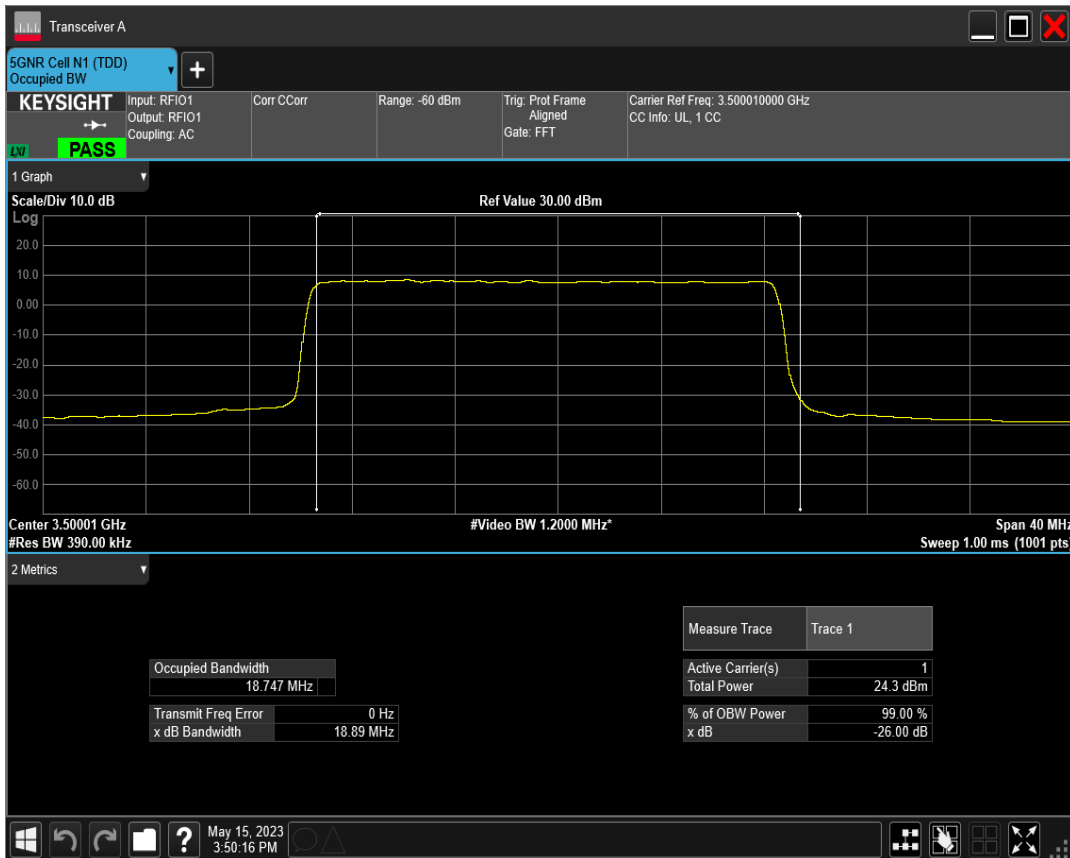 Transceiver A
5GNR Cell N1 (TDD)
Occupied BW
KEYSIGHT
LXI
PASS
Input: RFIO1
Output: RFIO1
Coupling: AC
Corr CCorr
Range: -60 dBm
Trig: Prot Frame
Aligned
Gate: FFT
Carrier Ref Freq: 3.500010000 GHz
CC Info: UL, 1 CC
1 Graph
Scale/Div 10.0 dB
Ref Value 30.00 dBm
Log
20.0
10.0
0.00
-10.0
-20.0
-30.0
-40.0
-50.0
-60.0
Center 3.50001 GHz
#Video BW 1.2000 MHz*
Span 40 MHz
#Res BW 390.00 kHz
Sweep 1.00 ms (1001 pts)
2 Metrics
Measure Trace Trace 1
Occupied Bandwidth
18.747 MHz
Active Carrier(s) 1
Total Power 24.3 dBm
Transmit Freq Error 0 Hz
x dB Bandwidth 18.89 MHz
% of OBW Power 99.00 %
x dB -26.00 dB
?
May 15, 2023
3:50:16 PM